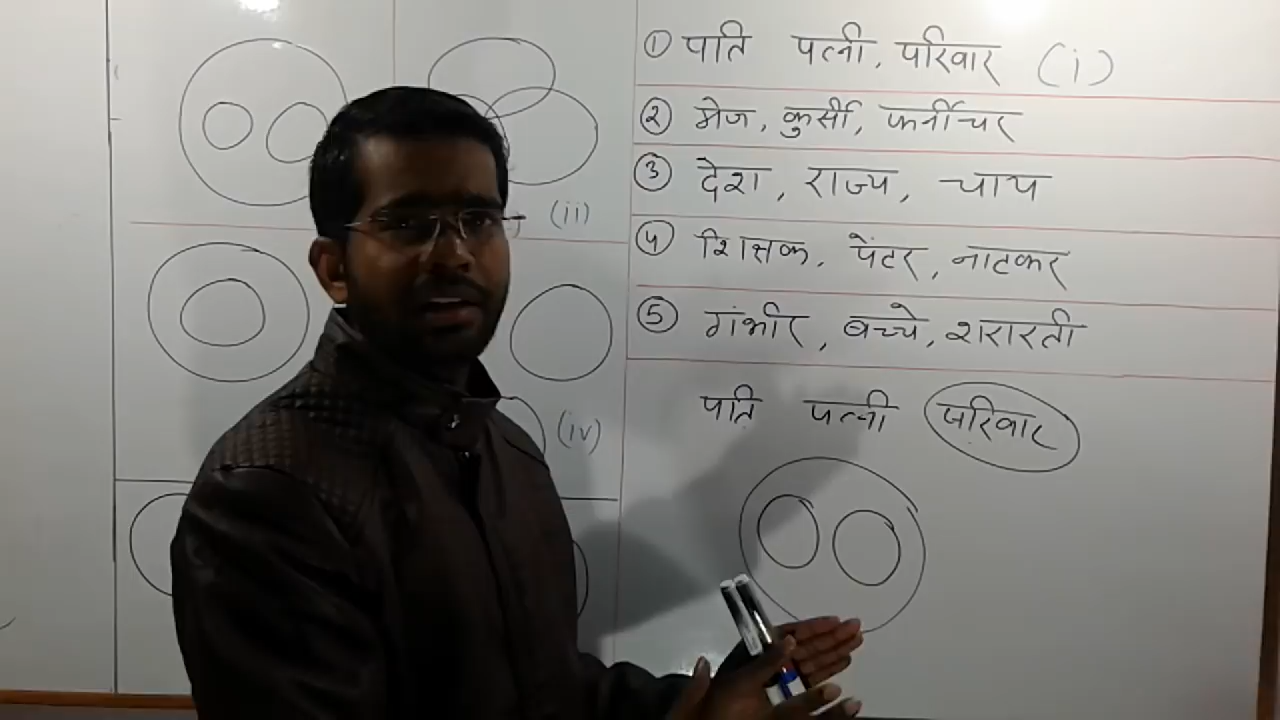 ① पति पत्नी, परिवार (i)
② मेज, कुर्सी, फर्नीचर
③ देश, राज्य, चाय
④ शिक्षक, पेंटर, नाटकर
⑤ गंभीर, बच्चे, शरारती
पति पत्नी परिवार
(ii)
(iv)